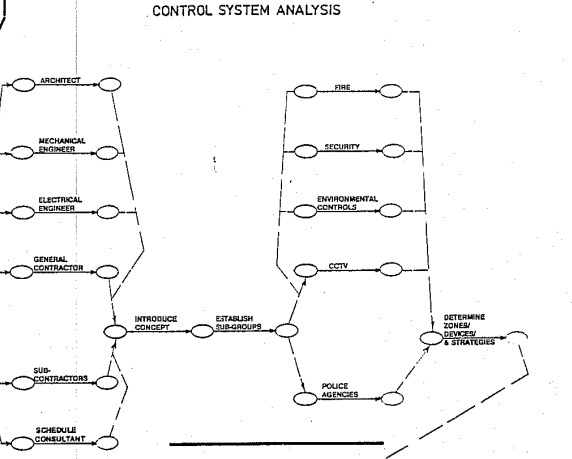 CONTROL SYSTEM ANALYSIS
ARCHITECT
MECHANICAL
ENGINEER
ELECTRICAL
ENGINEER
GENERAL
CONTRACTOR
SUB-
CONTRACTORS
SCHEDULE
CONSULTANT
INTRODUCE
CONCEPT
ESTABLISH
SUB-GROUPS
FIRE
SECURITY
ENVIRONMENTAL
CONTROLS
CCTV
POLICE
AGENCIES
DETERMINE
ZONES/
DEVICES/
& STRATEGIES